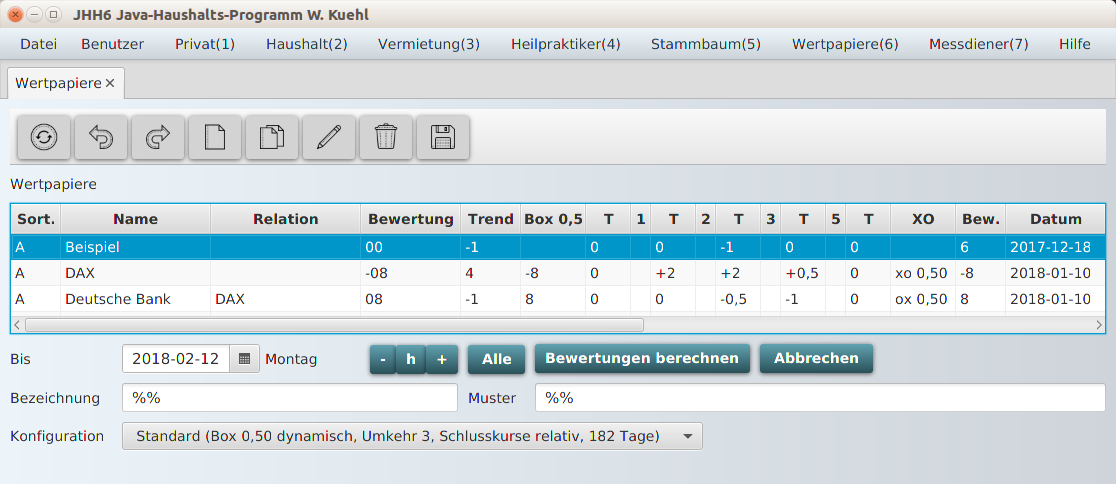 JHH6 Java-Haushalts-Programm W. Kuehl
Datei Benutzer Privat(1) Haushalt(2) Vermietung(3) Heilpraktiker(4) Stammbaum(5) Wertpapiere(6) Messdiener(7) Hilfe
Wertpapiere
Wertpapiere
Sort. Name Relation Bewertung Trend Box 0,5 T 1 T 2 T 3 T 5 T XO Bew. Datum
A Beispiel 00 -1 0 0 -1 0 0 6 2017-12-18
A DAX -08 4 -8 0 +2 +2 +0,5 0 xo 0,50 -8 2018-01-10
A Deutsche Bank DAX 08 -1 8 0 0 -0,5 -1 0 ox 0,50 8 2018-01-10
Bis 2018-02-12 Montag - h + Alle Bewertungen berechnen Abbrechen
Bezeichnung %% Muster %%
Konfiguration Standard (Box 0,50 dynamisch, Umkehr 3, Schlusskurse relativ, 182 Tage)